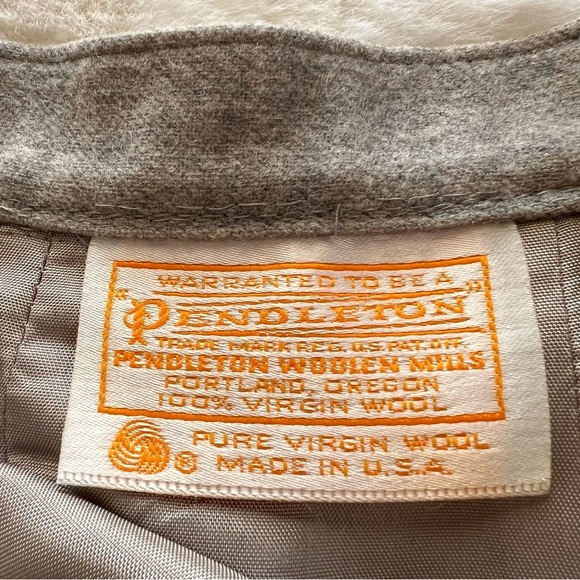 WARRANTED TO BE A
"PENDLETON"
TRADE MARK REG. U.S. PAT. OFF.
PENDLETON WOOLEN MILLS
PORTLAND, OREGON
100% VIRGIN WOOL
® PURE VIRGIN WOOL
MADE IN U.S.A.